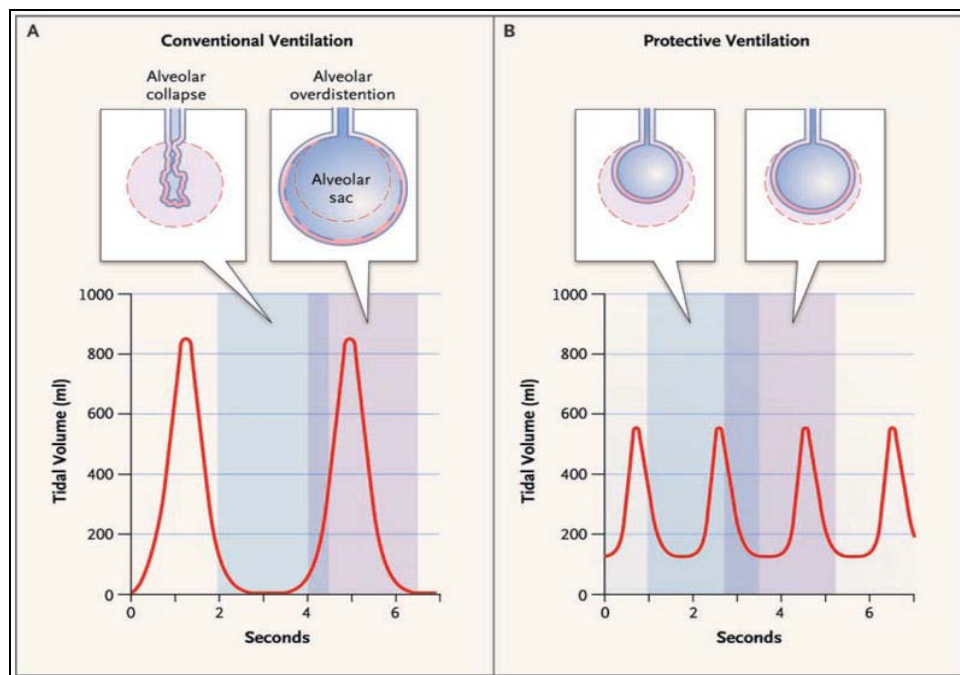 A
Conventional Ventilation
Alveolar
collapse
Alveolar
overdistention
Alveolar
sac
1000
800
600
400
200
0
Tidal Volume (ml)
0
2
4
6
Seconds
B
Protective Ventilation
1000
800
600
400
200
0
Tidal Volume (ml)
0
2
4
6
Seconds